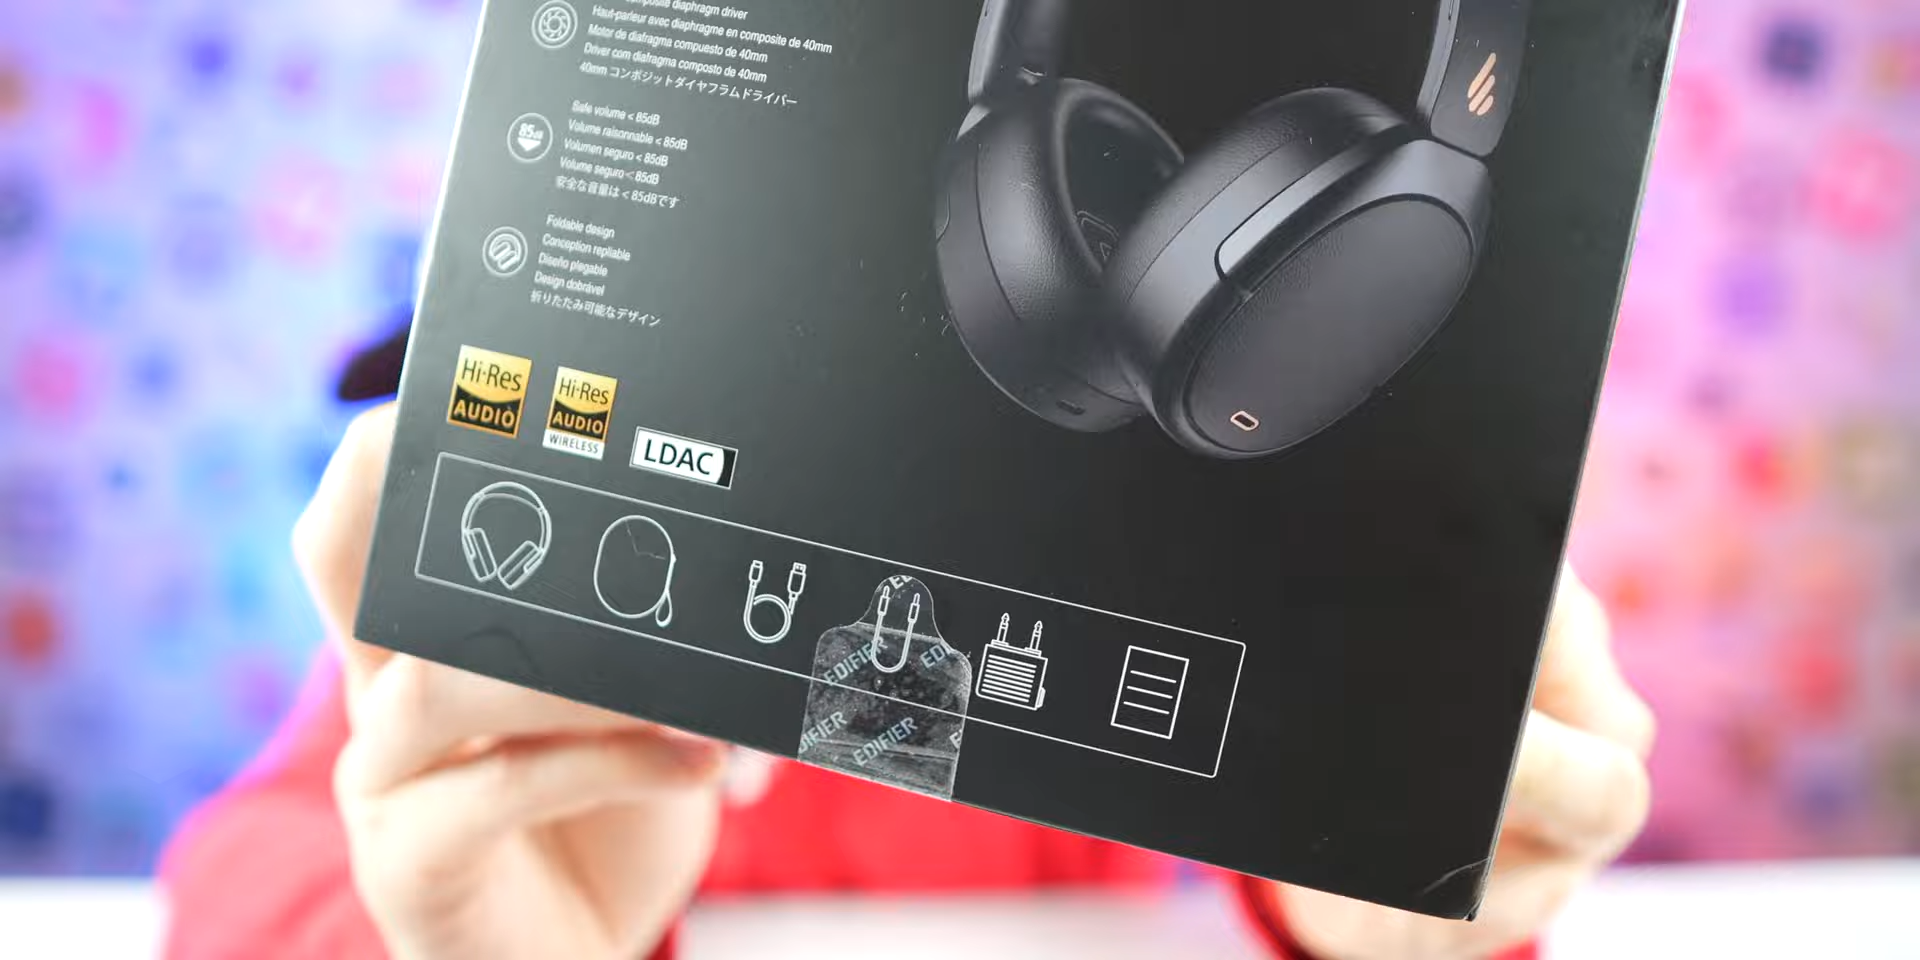 composite diaphragm driver
Haut-parleur avec diaphragme en composite de 40mm
Motor de diafragma compuesto de 40mm
Driver com diafragma composto de 40mm
40mm コンポジットダイヤフラムドライバー
85dB
Safe volume < 85dB
Volume raisonnable < 85dB
Volumen seguro < 85dB
Volume seguro < 85dB
安全な音量は < 85dBです
Foldable design
Conception repliable
Diseño plegable
Design dobrável
折りたたみ可能なデザイン
Hi-Res
AUDIO
Hi-Res
AUDIO
WIRELESS
LDAC
EDIFIER
EDIFIER